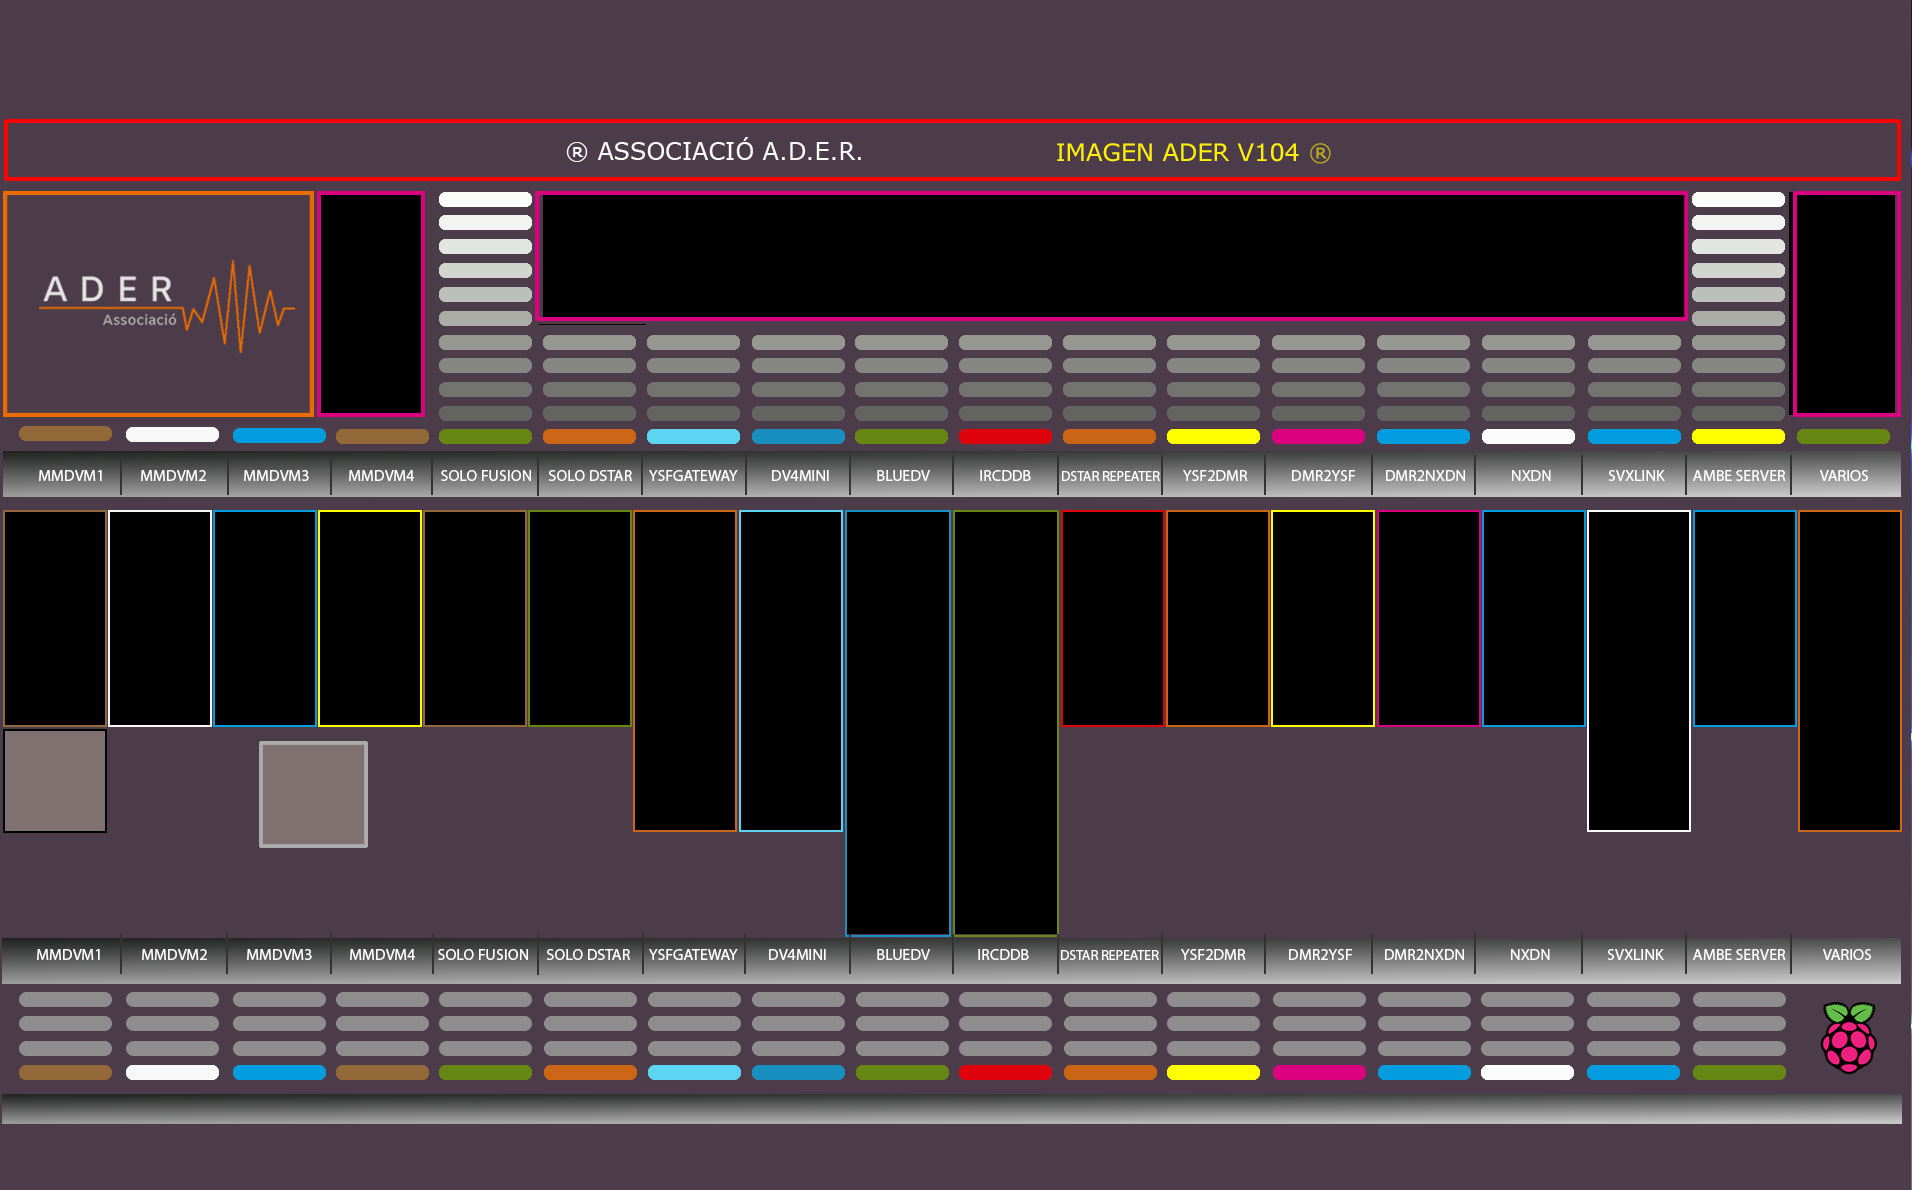 ® ASSOCIACIÓ A.D.E.R. IMAGEN ADER V104 ®
ADER
Associació
MMDVM1 MMDVM2 MMDVM3 MMDVM4 SOLO FUSION SOLO DSTAR YSFGATEWAY DV4MINI BLUEDV IRCDDB DSTAR REPEATER YSF2DMR DMR2YSF DMR2NXDN NXDN SVXLINK AMBE SERVER VARIOS
MMDVM1 MMDVM2 MMDVM3 MMDVM4 SOLO FUSION SOLO DSTAR YSFGATEWAY DV4MINI BLUEDV IRCDDB DSTAR REPEATER YSF2DMR DMR2YSF DMR2NXDN NXDN SVXLINK AMBE SERVER VARIOS